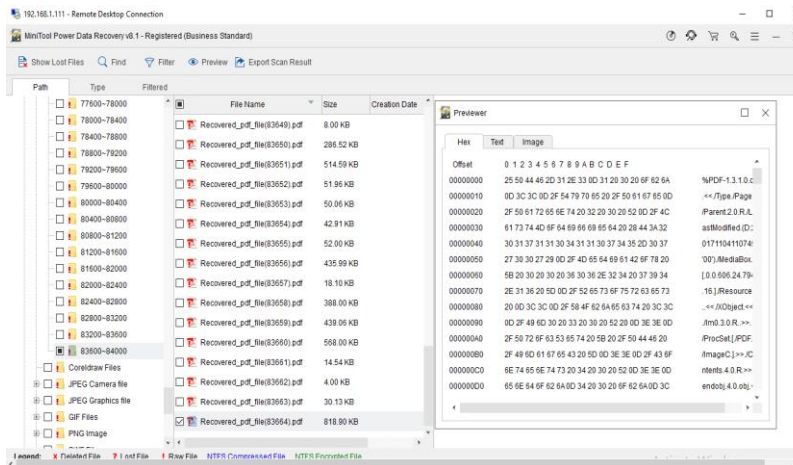 192.168.1.111 - Remote Desktop Connection
MiniTool Power Data Recovery v8.1 - Registered (Business Standard)
Show Lost Files Find Filter Preview Export Scan Result
Path Type Filtered
77600~78000
78000~78400
78400~78800
78800~79200
79200~79600
79600~80000
80000~80400
80400~80800
80800~81200
81200~81600
81600~82000
82000~82400
82400~82800
82800~83200
83200~83600
83600~84000
Coreldraw Files
JPEG Camera file
JPEG Graphics file
GIF Files
PNG Image
File Name Size Creation Date
Recovered_pdf_file(83649).pdf 8.00 KB
Recovered_pdf_file(83650).pdf 286.52 KB
Recovered_pdf_file(83651).pdf 514.59 KB
Recovered_pdf_file(83652).pdf 51.96 KB
Recovered_pdf_file(83653).pdf 50.06 KB
Recovered_pdf_file(83654).pdf 42.91 KB
Recovered_pdf_file(83655).pdf 52.00 KB
Recovered_pdf_file(83656).pdf 435.99 KB
Recovered_pdf_file(83657).pdf 18.10 KB
Recovered_pdf_file(83658).pdf 388.00 KB
Recovered_pdf_file(83659).pdf 439.06 KB
Recovered_pdf_file(83660).pdf 568.00 KB
Recovered_pdf_file(83661).pdf 14.54 KB
Recovered_pdf_file(83662).pdf 4.00 KB
Recovered_pdf_file(83663).pdf 30.13 KB
Recovered_pdf_file(83664).pdf 818.90 KB
Previewer
Hex Text Image
Offset 0 1 2 3 4 5 6 7 8 9 A B C D E F
00000000 25 50 44 46 2D 31 2E 33 0D 31 20 30 20 6F 62 6A %PDF-1.3.1.0.o
00000010 0D 3C 3C 0D 2F 54 79 70 65 20 2F 50 61 67 65 0D .<<./Type./Page
00000020 2F 50 61 72 65 6E 74 20 32 20 30 20 52 0D 2F 4C /Parent.2.0.R./L
00000030 61 73 74 4D 6F 64 69 66 69 65 64 20 28 44 3A 32 astModified.(D:2
00000040 30 31 37 31 31 30 34 31 31 30 37 34 35 2D 30 37 0171104110745
00000050 27 30 30 27 29 0D 2F 4D 65 64 69 61 42 6F 78 20 '00').MediaBox.
00000060 5B 20 30 20 30 20 36 30 36 2E 32 34 20 37 39 34 [.0.0.606.24.794
00000070 2E 31 36 20 5D 0D 2F 52 65 73 6F 75 72 63 65 73 .16.]./Resource
00000080 20 0D 3C 3C 0D 2F 58 4F 62 6A 65 63 74 20 3C 3C ..<<./XObject.<<
00000090 0D 2F 49 6D 30 20 33 20 30 20 52 20 0D 3E 3E 0D ./Im0.3.0.R..>>.
000000A0 2F 50 72 6F 63 53 65 74 20 5B 20 2F 50 44 46 20 /ProcSet.[./PDF.
000000B0 2F 49 6D 61 67 65 43 20 5D 0D 3E 3E 0D 2F 43 6F /ImageC.].>>./C
000000C0 6E 74 65 6E 74 73 20 34 20 30 20 52 0D 3E 3E 0D ntents.4.0.R.>>
000000D0 65 6E 64 6F 62 6A 0D 34 20 30 20 6F 62 6A 0D 3C endobj.4.0.obj.
Legend: X Deleted File ? Lost File ! Raw File NTFS Compressed File NTFS Encrypted File